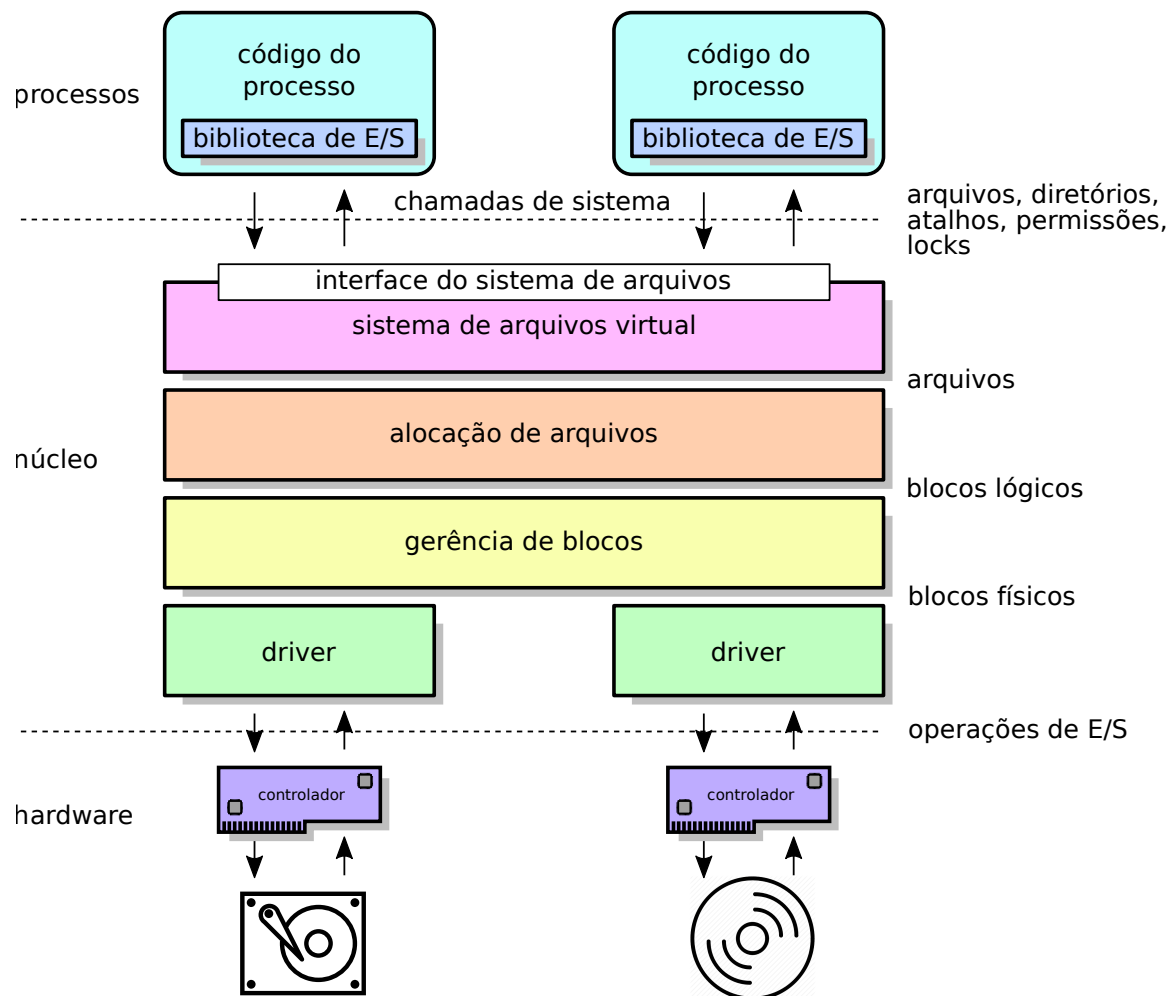 código do
processo
código do
processo
processos
biblioteca de E/S
biblioteca de E/S
chamadas de sistema
arquivos, diretórios,
atalhos, permissões,
locks
interface do sistema de arquivos
sistema de arquivos virtual
arquivos
alocação de arquivos
núcleo
blocos lógicos
gerência de blocos
blocos físicos
driver
driver
operações de E/S
controlador
controlador
hardware